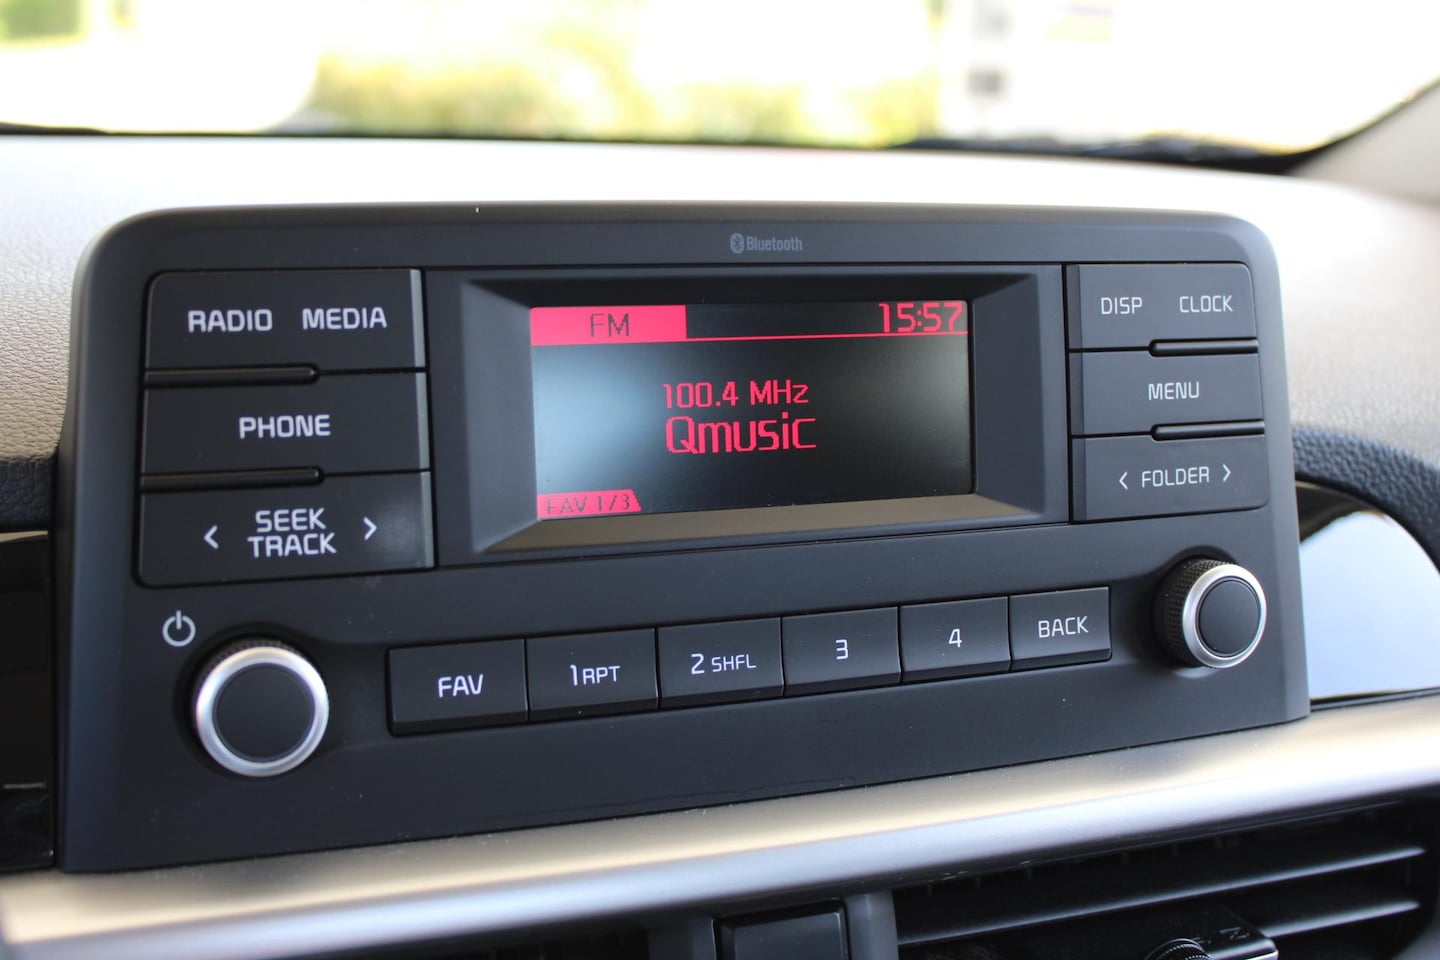 Bluetooth
RADIO MEDIA
PHONE
< SEEK TRACK >
FM 15:57
100.4 MHz
Qmusic
FAV 1/3
DISP CLOCK
MENU
< FOLDER >
FAV 1 RPT 2 SHFL 3 4 BACK